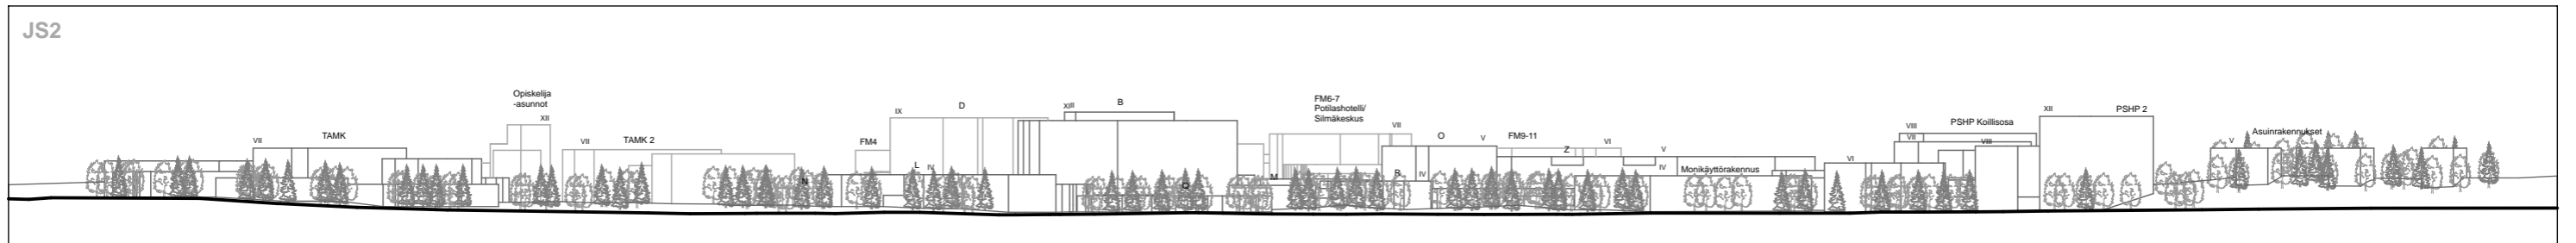 JS2
VII
TAMK
Opiskelija
-asunnot
XII
VII
TAMK 2
N
FM4
IX
D
L
IV
XIII
B
Q
M
FM6-7
Potilashotelli/
Silmäkeskus
VII
R
IV
O
V
FM9-11
Z
VI
V
IV
Monikäyttörakennus
VI
VIII
VII
PSHP Koillisosa
VIII
XII
PSHP 2
V
Asuinrakennukset